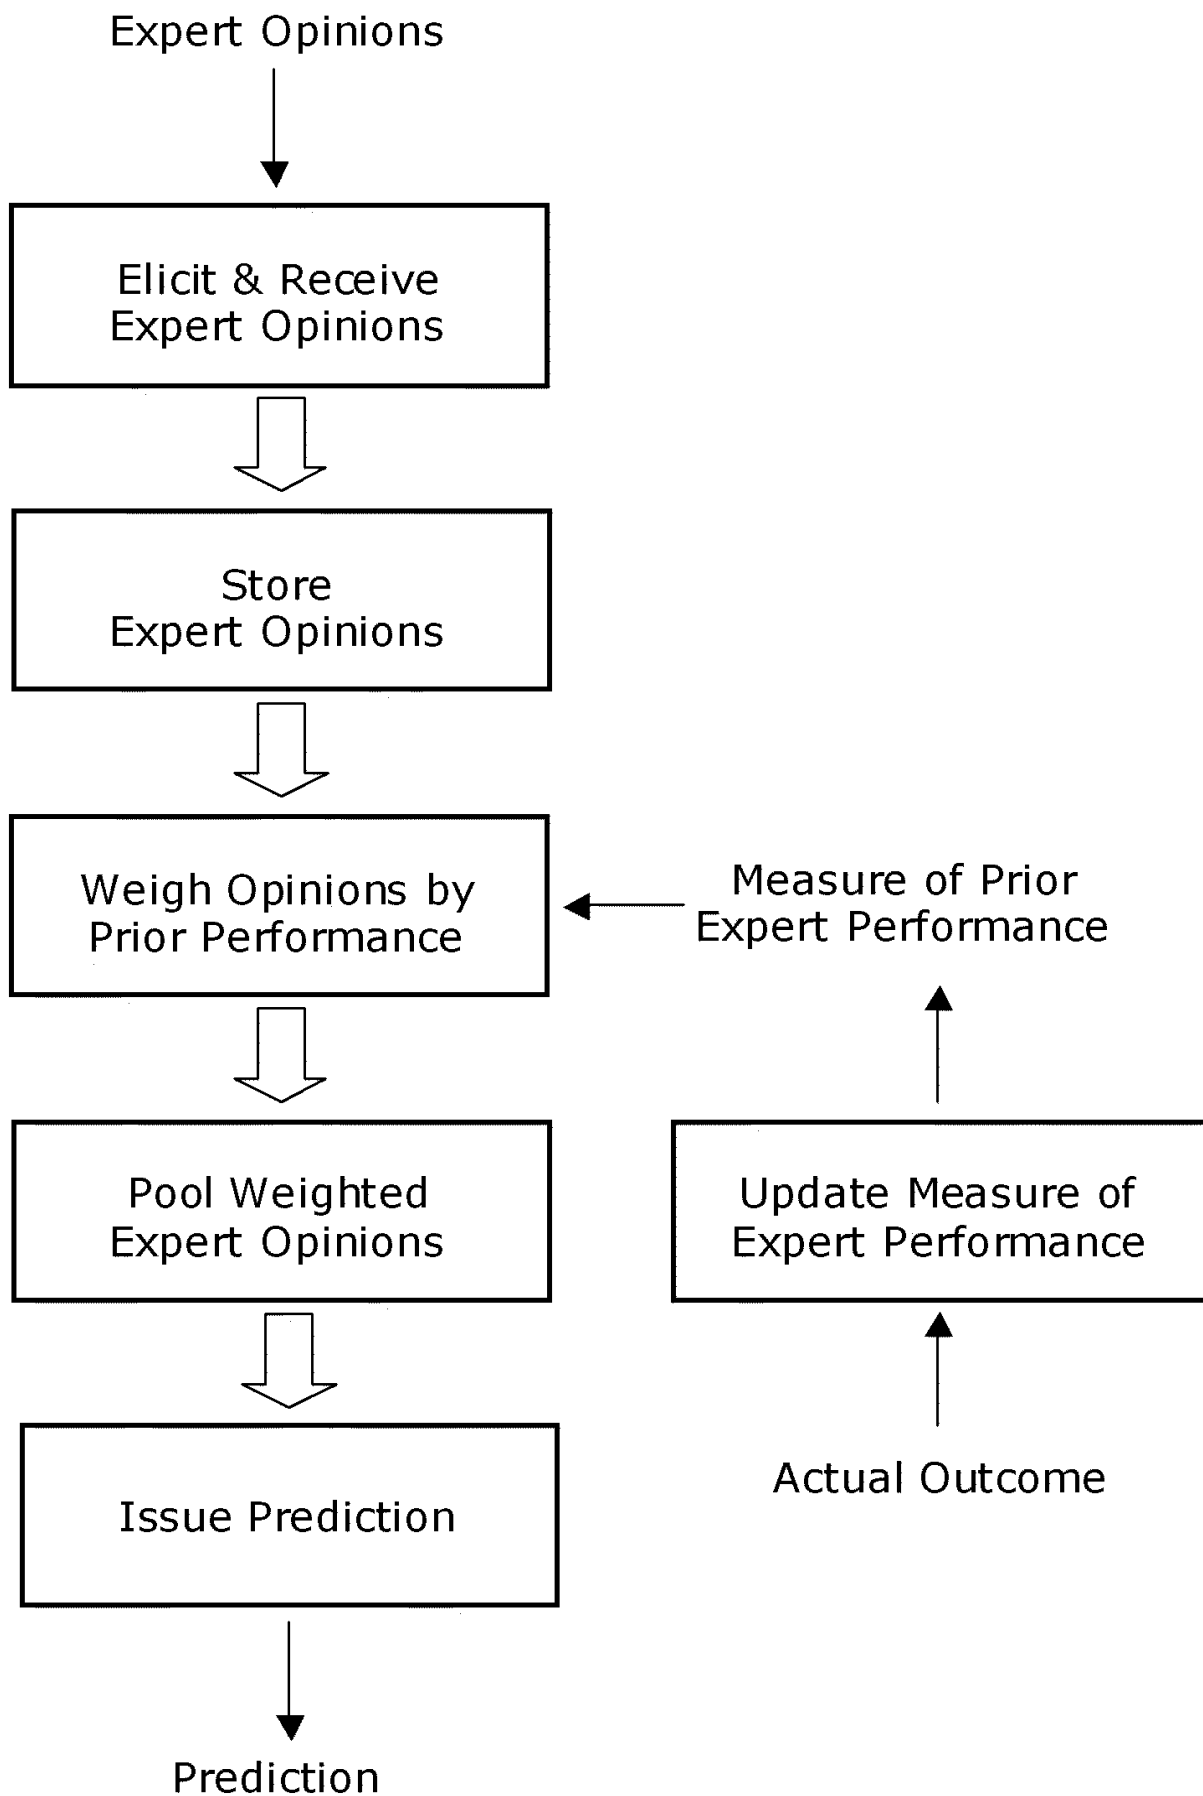 Expert Opinions
Elicit & Receive
Expert Opinions
Store
Expert Opinions
Weigh Opinions by
Prior Performance
Measure of Prior
Expert Performance
Pool Weighted
Expert Opinions
Update Measure of
Expert Performance
Issue Prediction
Actual Outcome
Prediction